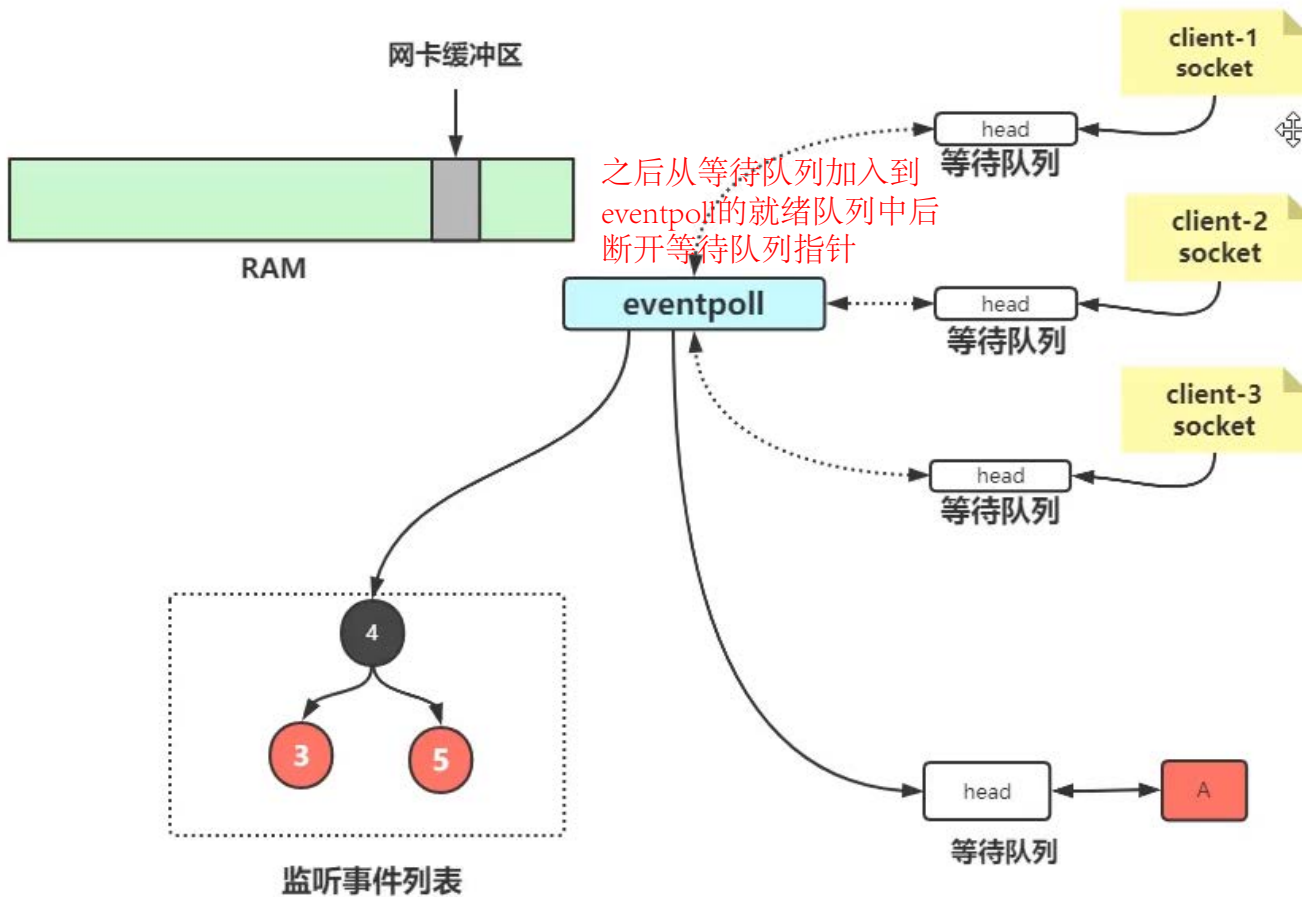 网卡缓冲区
RAM
之后从等待队列加入到
eventpoll的就绪队列中后
断开等待队列指针
client-1
socket
head
等待队列
client-2
socket
eventpoll
head
等待队列
client-3
socket
head
等待队列
4
3
5
监听事件列表
head
A
等待队列